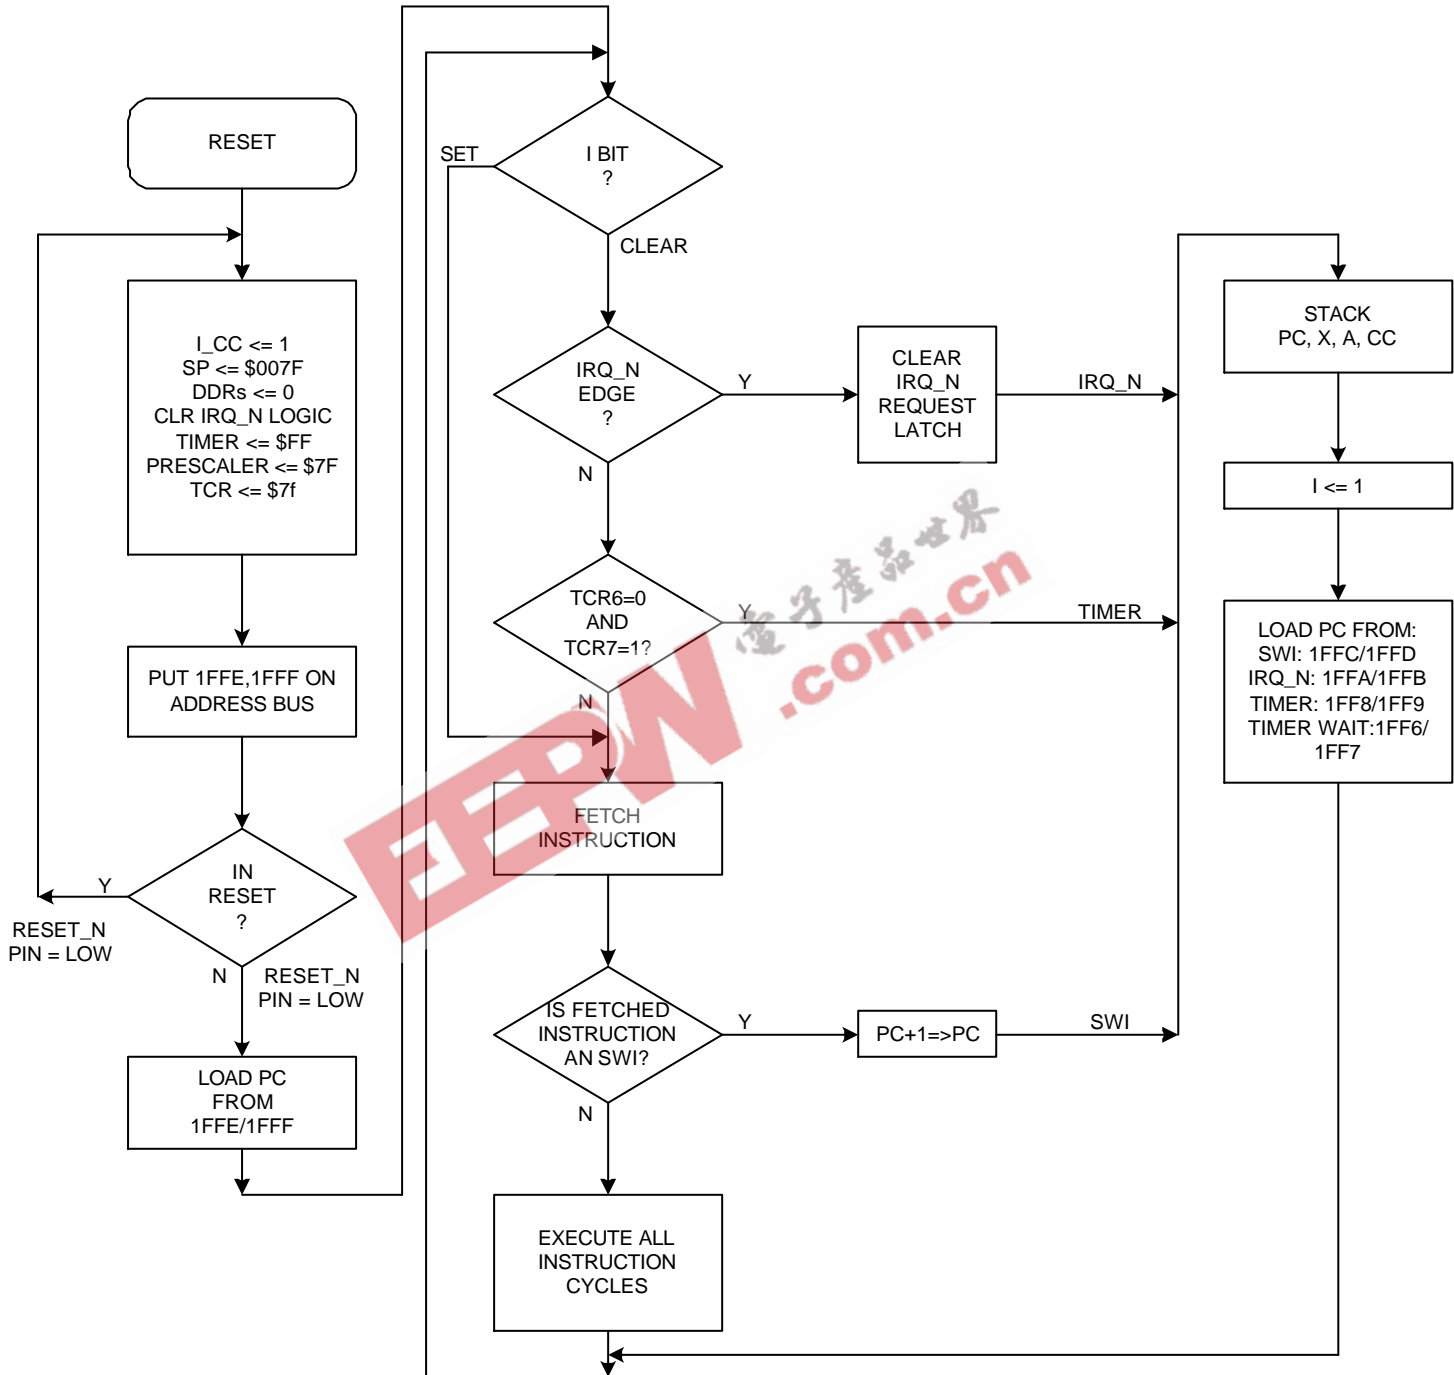 RESET
I_CC <= 1
SP <= $007F
DDRs <= 0
CLR IRQ_N LOGIC
TIMER <= $FF
PRESCALER <= $7F
TCR <= $7f
PUT 1FFE,1FFF ON
ADDRESS BUS
IN
RESET
?
Y
RESET_N
PIN = LOW
N
RESET_N
PIN = LOW
LOAD PC
FROM
1FFE/1FFF
I BIT
?
SET
CLEAR
IRQ_N
EDGE
?
Y
N
CLEAR
IRQ_N
REQUEST
LATCH
IRQ_N
TCR6=0
AND
TCR7=1?
Y
N
TIMER
FETCH
INSTRUCTION
IS FETCHED
INSTRUCTION
AN SWI?
Y
N
PC+1=>PC
SWI
EXECUTE ALL
INSTRUCTION
CYCLES
STACK
PC, X, A, CC
I <= 1
LOAD PC FROM:
SWI: 1FFC/1FFD
IRQ_N: 1FFA/1FFB
TIMER: 1FF8/1FF9
TIMER WAIT:1FF6/
1FF7
EEPW
電子產品世界
.com.cn